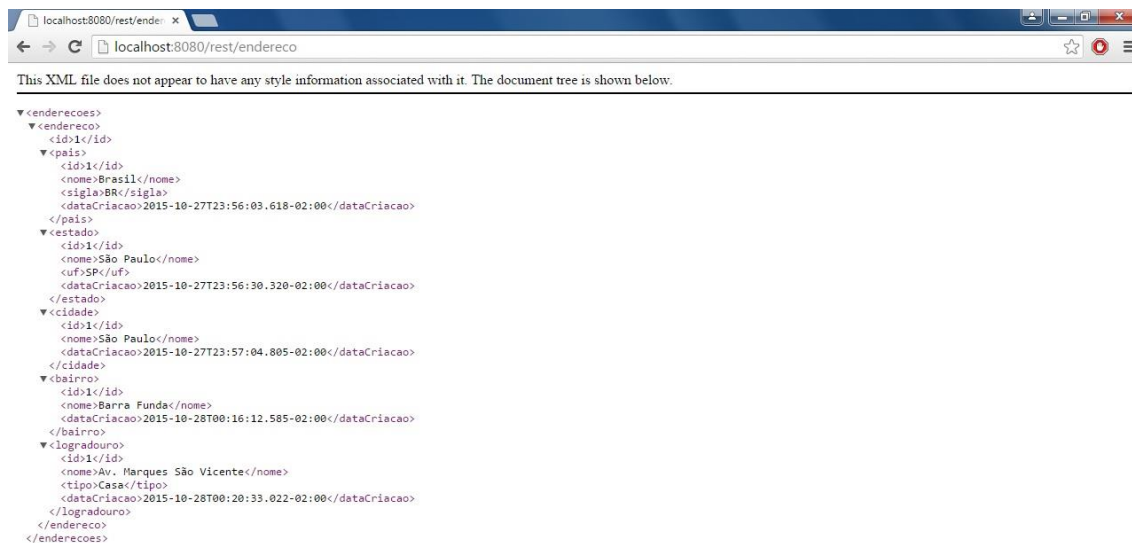 localhost:8080/rest/ender
localhost:8080/rest/endereco
This XML file does not appear to have any style information associated with it. The document tree is shown below.
▼<enderecoes>
▼<endereco>
<id>1</id>
▼<pais>
<id>1</id>
<nome>Brasil</nome>
<sigla>BR</sigla>
<dataCriacao>2015-10-27T23:56:03.618-02:00</dataCriacao>
</pais>
▼<estado>
<id>1</id>
<nome>São Paulo</nome>
<uf>SP</uf>
<dataCriacao>2015-10-27T23:56:30.320-02:00</dataCriacao>
</estado>
▼<cidade>
<id>1</id>
<nome>São Paulo</nome>
<dataCriacao>2015-10-27T23:57:04.805-02:00</dataCriacao>
</cidade>
▼<bairro>
<id>1</id>
<nome>Barra Funda</nome>
<dataCriacao>2015-10-28T00:16:12.585-02:00</dataCriacao>
</bairro>
▼<logradouro>
<id>1</id>
<nome>Av. Marques São Vicente</nome>
<tipo>Casa</tipo>
<dataCriacao>2015-10-28T00:20:33.022-02:00</dataCriacao>
</logradouro>
</endereco>
</enderecoes>